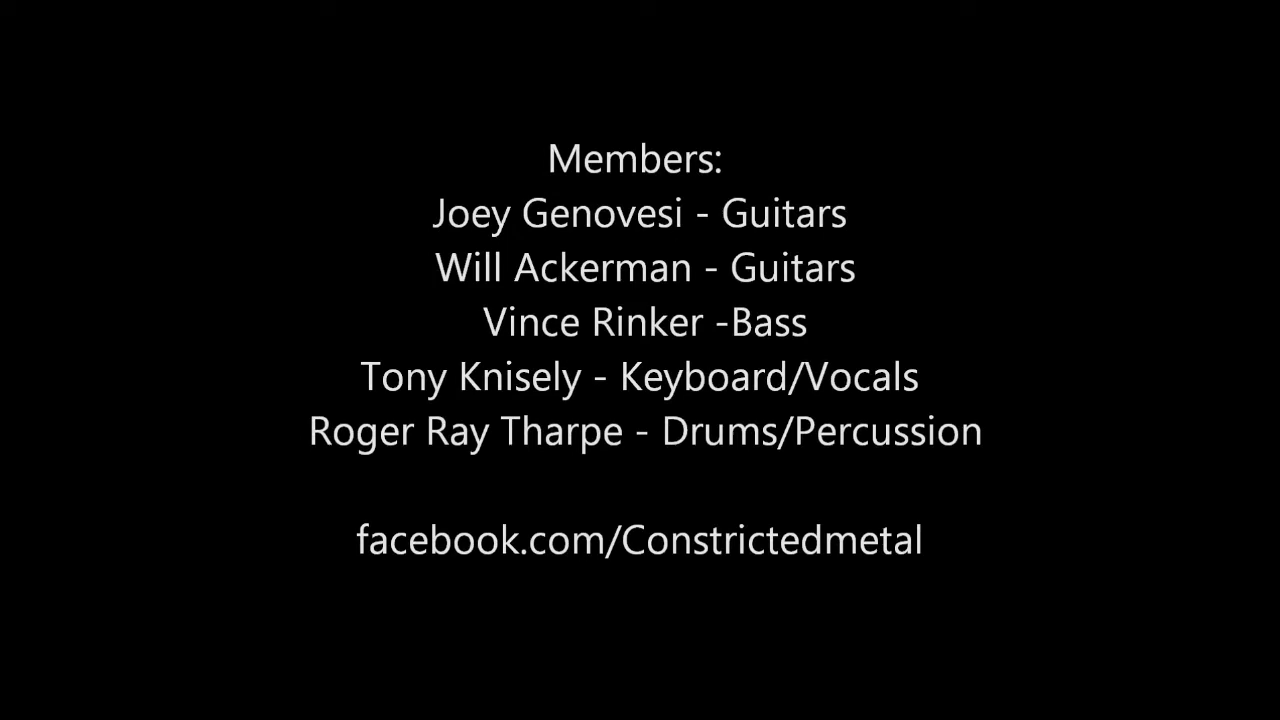 Members:
Joey Genovesi - Guitars
Will Ackerman - Guitars
Vince Rinker -Bass
Tony Knisely - Keyboard/Vocals
Roger Ray Tharpe - Drums/Percussion
facebook.com/Constrictedmetal